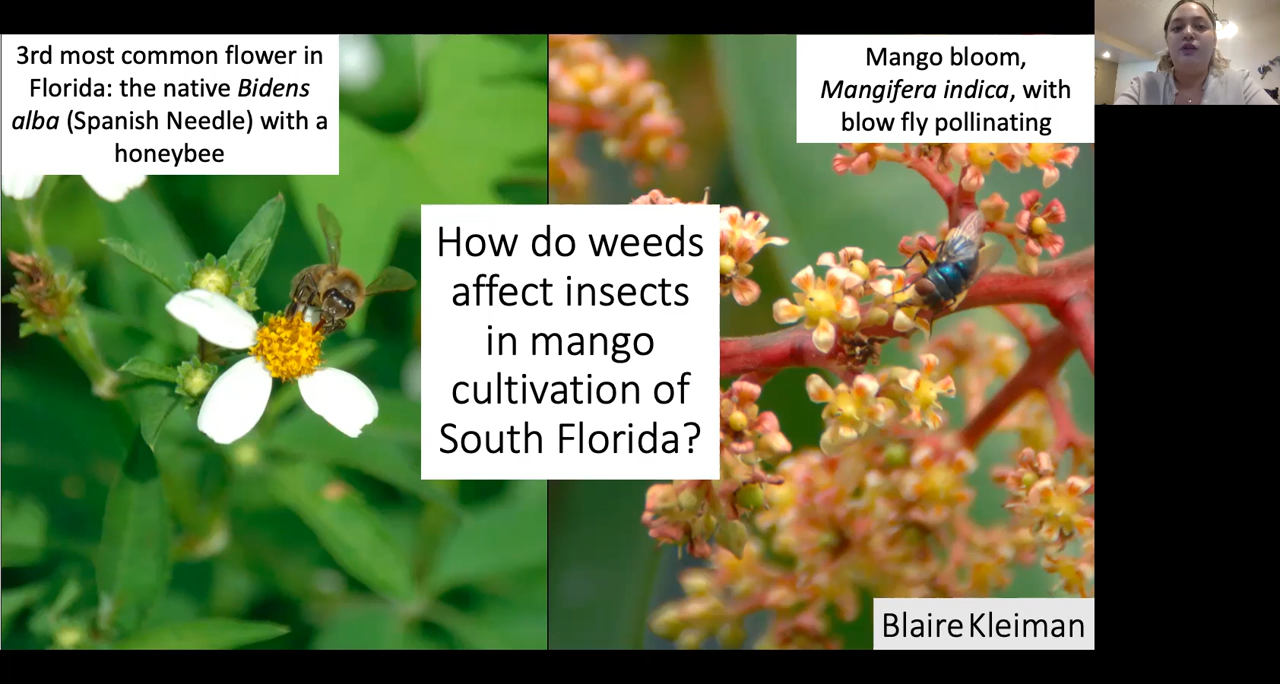 3rd most common flower in
Florida: the native Bidens
alba (Spanish Needle) with a
honeybee
Mango bloom,
Mangifera indica, with
blow fly pollinating
How do weeds
affect insects
in mango
cultivation of
South Florida?
Blaire Kleiman